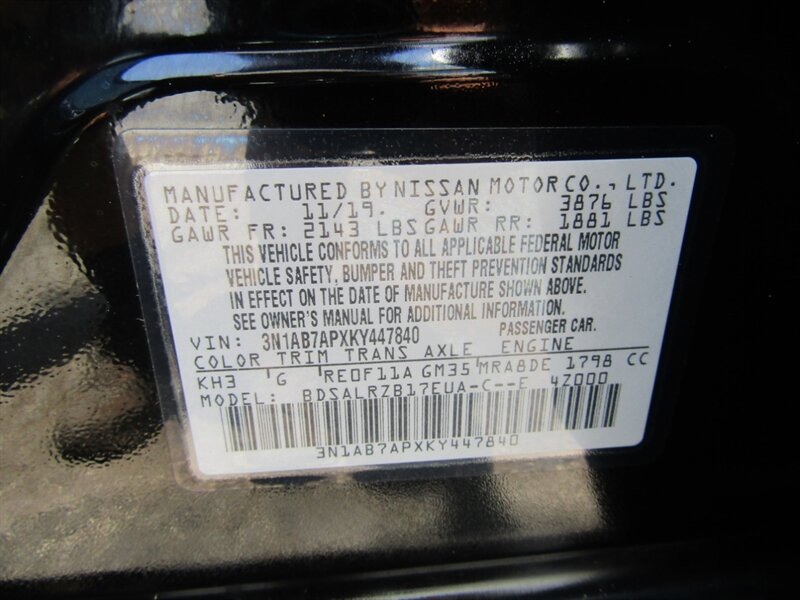 MANUFACTURED BY NISSAN MOTOR CO., LTD.
DATE: 11/19. GVWR: 3876 LBS
GAWR FR: 2143 LBS GAWR RR: 1881 LBS
THIS VEHICLE CONFORMS TO ALL APPLICABLE FEDERAL MOTOR
VEHICLE SAFETY, BUMPER AND THEFT PREVENTION STANDARDS
IN EFFECT ON THE DATE OF MANUFACTURE SHOWN ABOVE.
SEE OWNER'S MANUAL FOR ADDITIONAL INFORMATION.
VIN: 3N1AB7APXKY447840 PASSENGER CAR.
COLOR TRIM TRANS AXLE ENGINE
KH3 G RE0F11A GM35 MRA8DE 1798 CC
MODEL: BDSALRZB17EUA-C--E 4Z000
3N1AB7APXKY447840